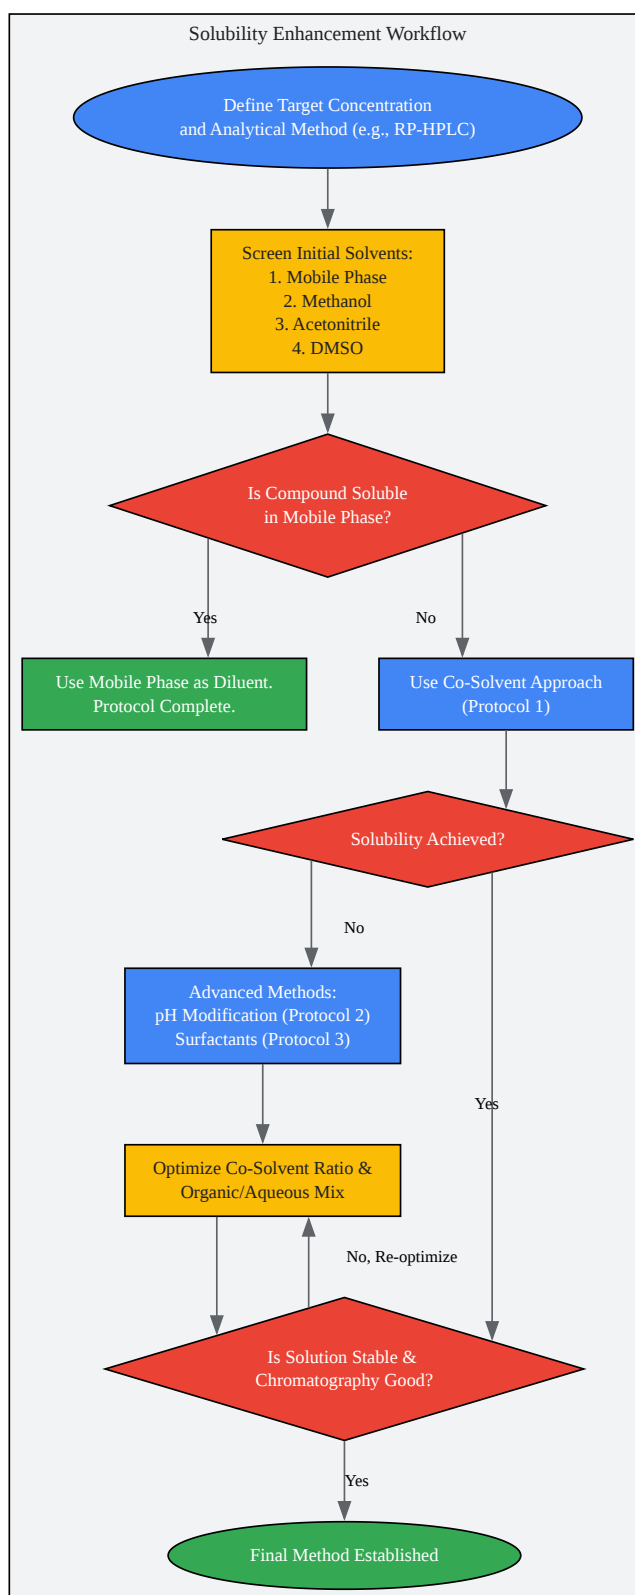 Solubility Enhancement Workflow
Define Target Concentration
and Analytical Method (e.g., RP-HPLC)
Screen Initial Solvents:
1. Mobile Phase
2. Methanol
3. Acetonitrile
4. DMSO
Is Compound Soluble
in Mobile Phase?
Yes
No
Use Mobile Phase as Diluent.
Protocol Complete.
Use Co-Solvent Approach
(Protocol 1)
Solubility Achieved?
No
Advanced Methods:
pH Modification (Protocol 2)
Surfactants (Protocol 3)
Yes
Optimize Co-Solvent Ratio &
Organic/Aqueous Mix
No, Re-optimize
Is Solution Stable &
Chromatography Good?
Yes
Final Method Established